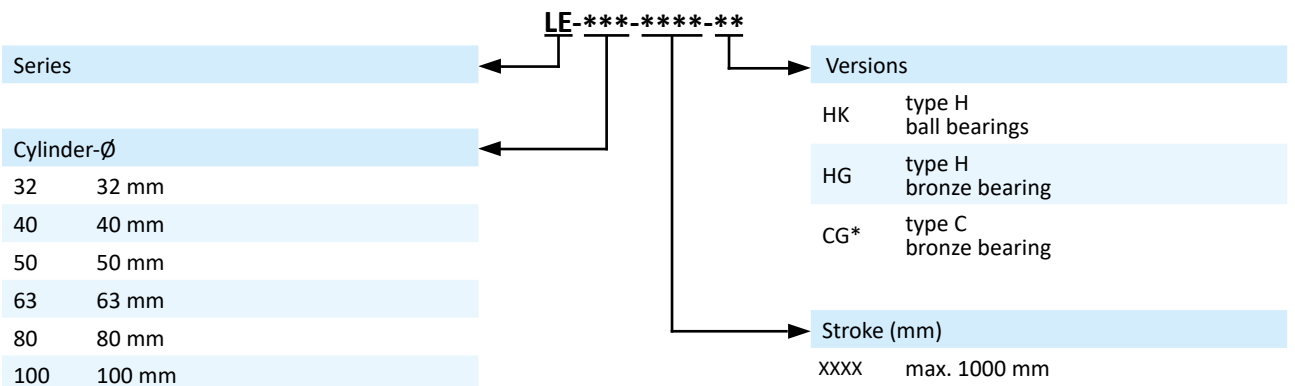 LE-***-****-**
Series
Cylinder-Ø
32 32 mm
40 40 mm
50 50 mm
63 63 mm
80 80 mm
100 100 mm
Versions
HK type H
ball bearings
HG type H
bronze bearing
CG* type C
bronze bearing
Stroke (mm)
XXXX max. 1000 mm